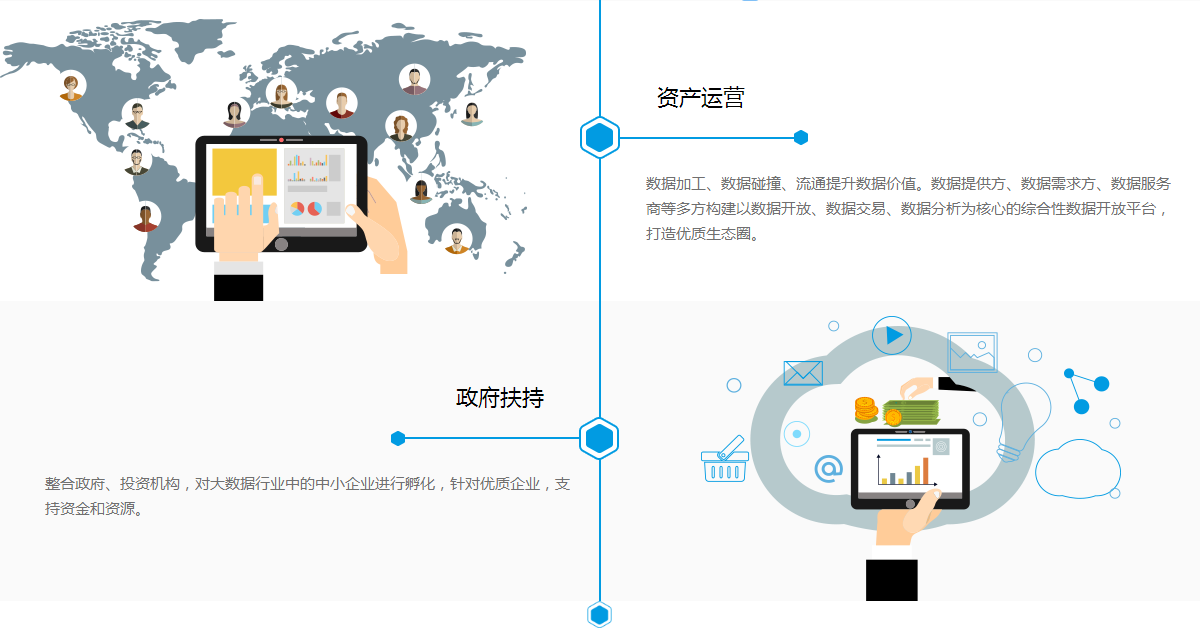 资产运营
数据加工、数据碰撞、流通提升数据价值。数据提供方、数据需求方、数据服务
商等多方构建以数据开放、数据交易、数据分析为核心的综合性数据开放平台，
打造优质生态圈。
政府扶持
整合政府、投资机构，对大数据行业中的中小企业进行孵化，针对优质企业，支
持资金和资源。
@